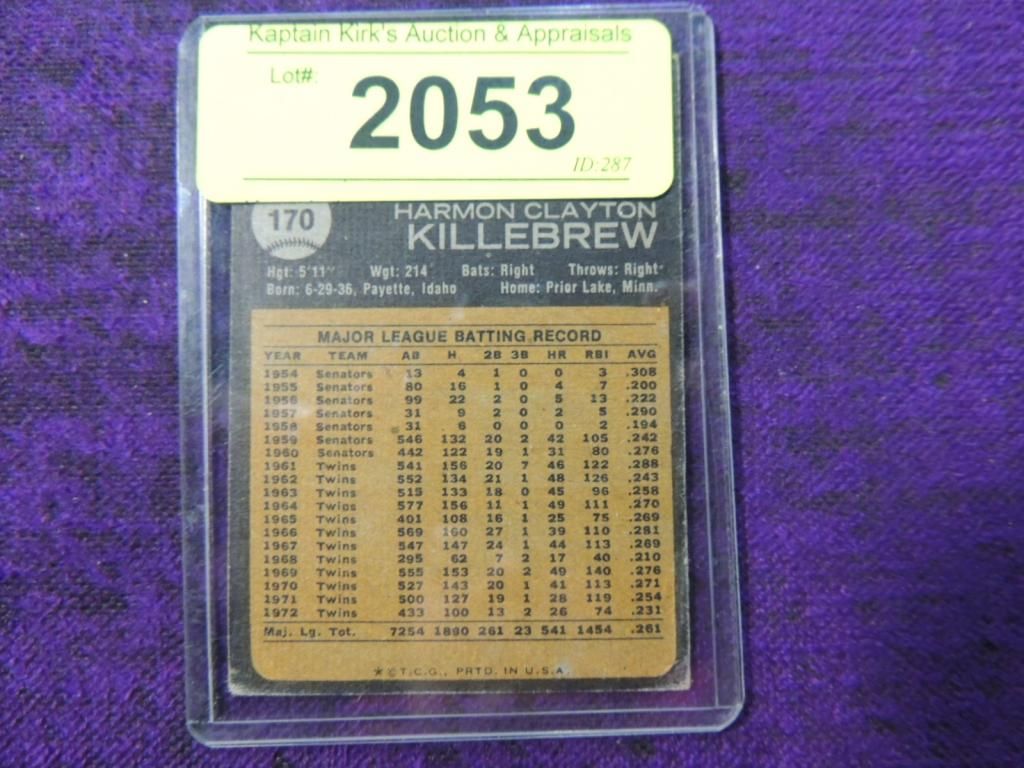 Kaptain Kirk's Auction & Appraisals
Lot#:
2053
ID:287
170
HARMON CLAYTON
KILLEBREW
Hgt: 5'11" Wgt: 214 Bats: Right Throws: Right
Born: 6-29-36, Payette, Idaho Home: Prior Lake, Minn.
MAJOR LEAGUE BATTING RECORD
YEAR TEAM AB H 2B 3B HR RBI AVG
1954 Senators 13 4 1 0 0 3 .308
1955 Senators 80 16 1 0 4 7 .200
1956 Senators 99 22 2 0 5 13 .222
1957 Senators 31 9 2 0 2 5 .290
1958 Senators 31 6 0 0 0 2 .194
1959 Senators 546 132 20 2 42 105 .242
1960 Senators 442 122 19 1 31 80 .276
1961 Twins 541 156 20 7 46 122 .288
1962 Twins 552 134 21 1 48 126 .243
1963 Twins 515 133 18 0 45 96 .258
1964 Twins 577 156 11 1 49 111 .270
1965 Twins 401 108 16 1 25 75 .269
1966 Twins 569 160 27 1 39 110 .281
1967 Twins 547 147 24 1 44 113 .269
1968 Twins 295 62 7 2 17 40 .210
1969 Twins 555 153 20 2 49 140 .276
1970 Twins 527 143 20 1 41 113 .271
1971 Twins 500 127 19 1 28 119 .254
1972 Twins 433 100 13 2 26 74 .231
Maj. Lg. Tot. 7254 1890 261 23 541 1454 .261
*©T.C.G., PRTD. IN U.S.A.